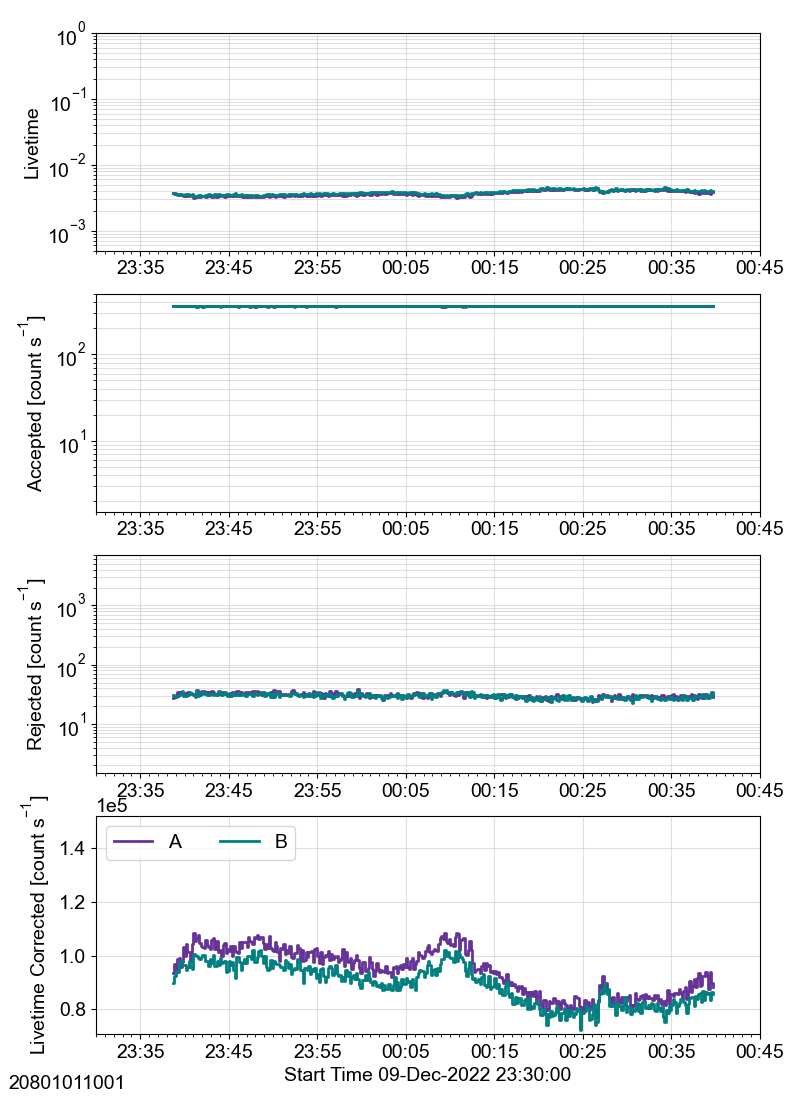 10^0
10^−1
10^−2
10^−3
Livetime
23:35 23:45 23:55 00:05 00:15 00:25 00:35 00:45
10^2
10^1
Accepted [count s^−1]
23:35 23:45 23:55 00:05 00:15 00:25 00:35 00:45
10^3
10^2
10^1
Rejected [count s^−1]
23:35 23:45 23:55 00:05 00:15 00:25 00:35 00:45
1e5
A B
1.4
1.2
1.0
0.8
Livetime Corrected [count s^−1]
23:35 23:45 23:55 00:05 00:15 00:25 00:35 00:45
Start Time 09-Dec-2022 23:30:00
20801011001